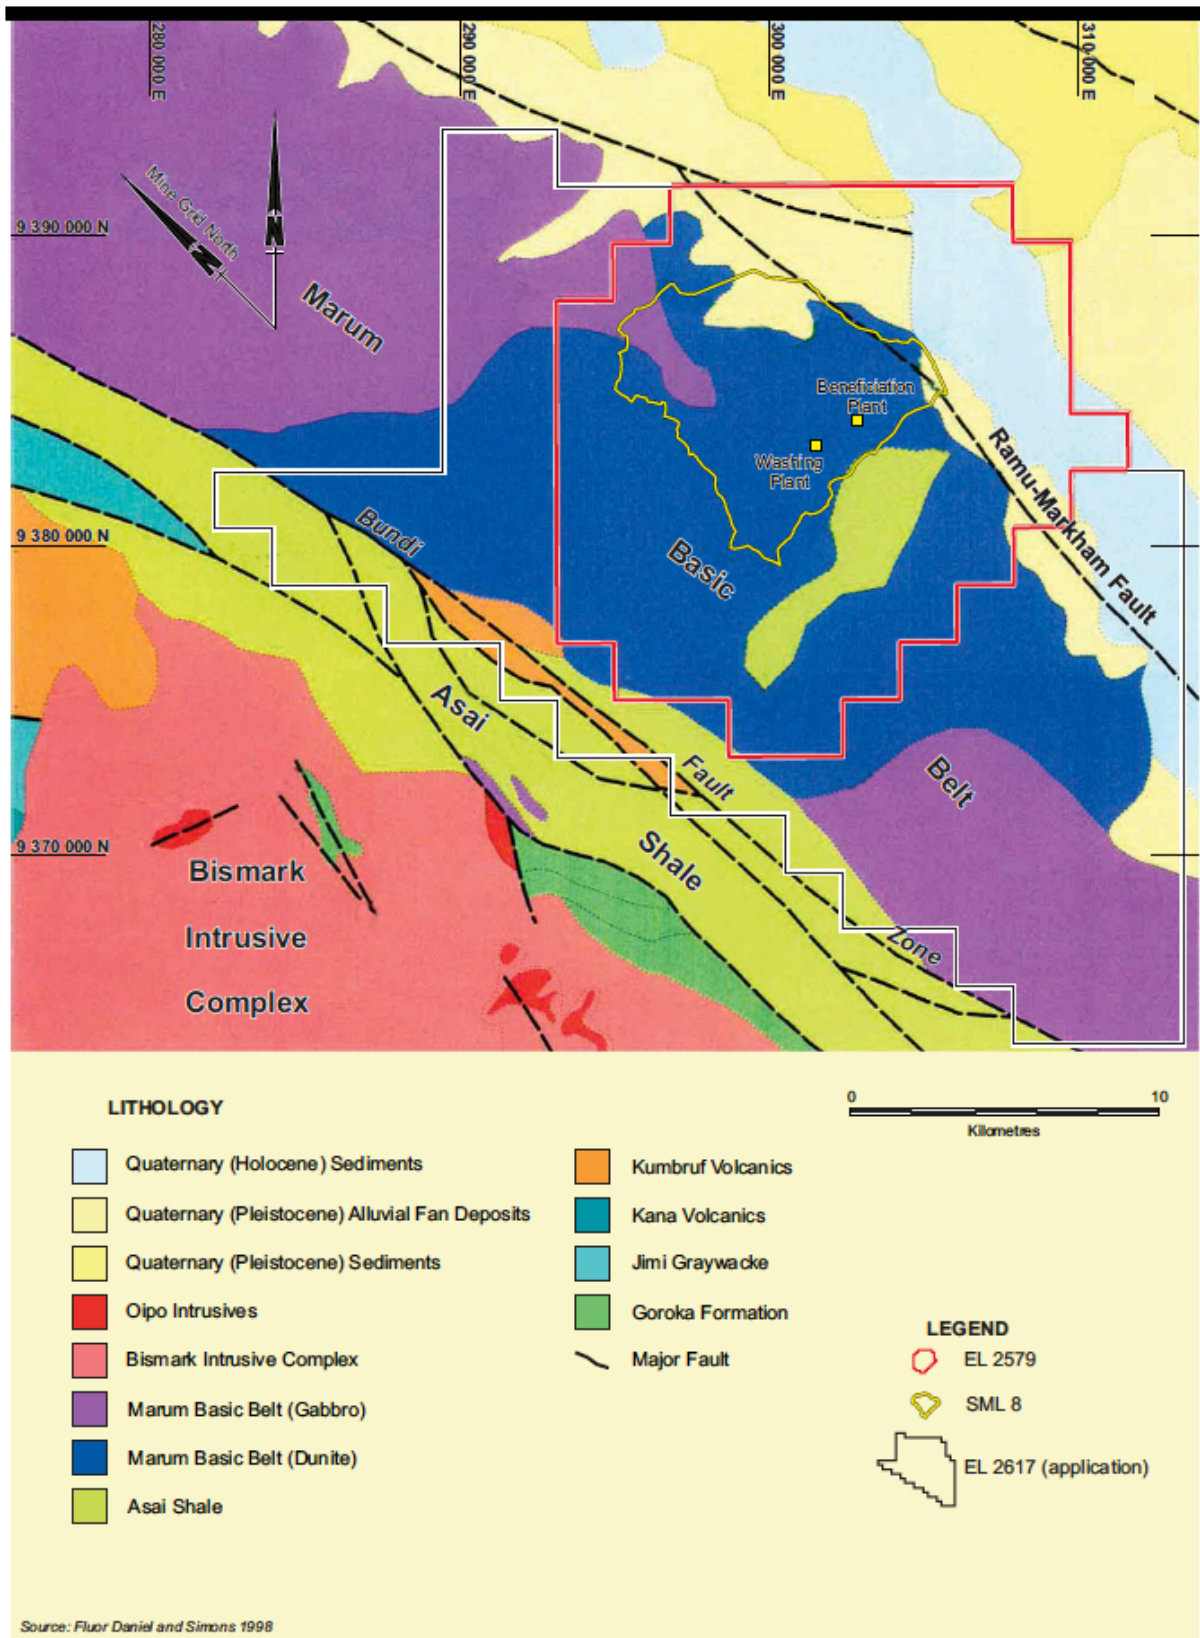 280 000 E
290 000 E
300 000 E
310 000 E
Mine Grid North
N
N
9 390 000 N
Marum
Beneficiation
Plant
Washing
Plant
Ramu-Markham Fault
9 380 000 N
Bundi
Basic
Asai
Fault
Belt
9 370 000 N
Shale
Bismark
Intrusive
Complex
Zone
LITHOLOGY
0 10
Kilometres
Quaternary (Holocene) Sediments
Quaternary (Pleistocene) Alluvial Fan Deposits
Quaternary (Pleistocene) Sediments
Oipo Intrusives
Bismark Intrusive Complex
Marum Basic Belt (Gabbro)
Marum Basic Belt (Dunite)
Asai Shale
Kumbruf Volcanics
Kana Volcanics
Jimi Graywacke
Goroka Formation
Major Fault
LEGEND
EL 2579
SML 8
EL 2617 (application)
Source: Fluor Daniel and Simons 1998